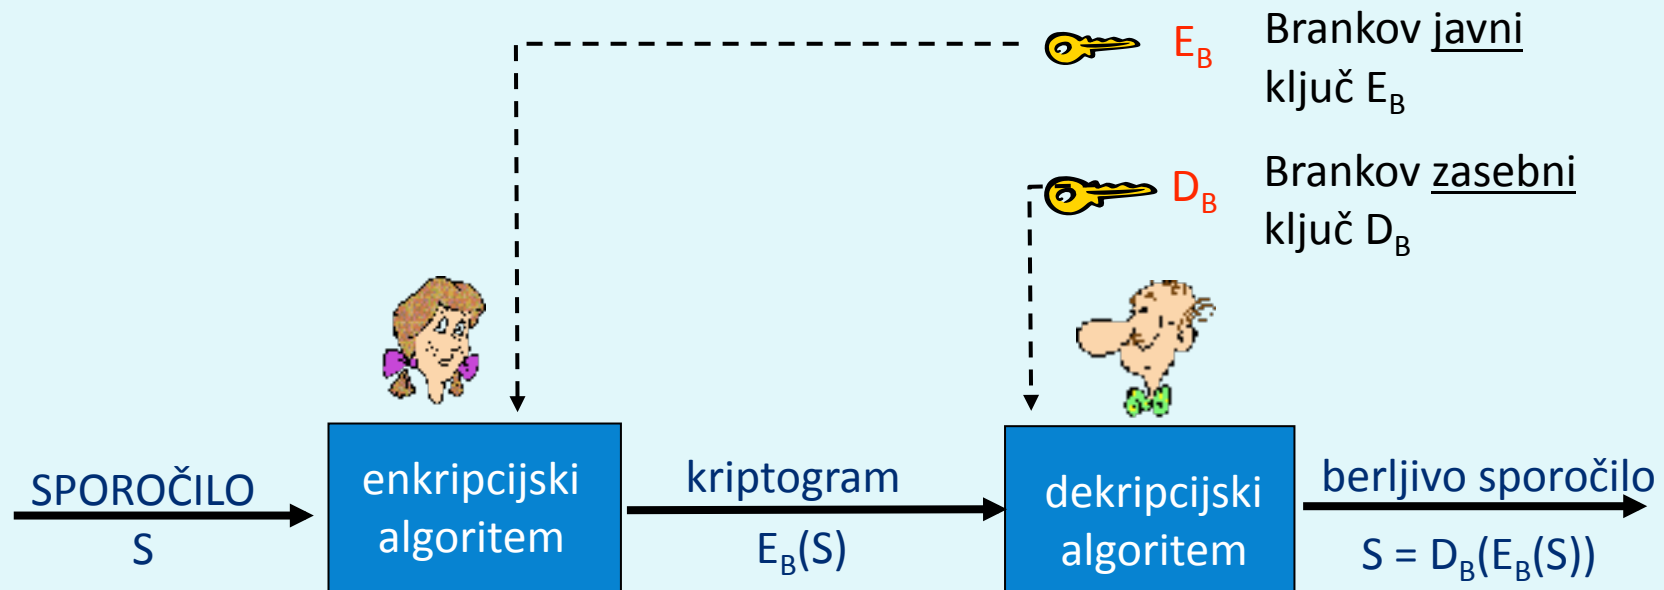 E_B
Brankov javni
ključ E_B
D_B
Brankov zasebni
ključ D_B
SPOROČILO
S
enkripcijski
algoritem
kriptogram
E_B(S)
dekripcijski
algoritem
berljivo sporočilo
S = D_B(E_B(S))